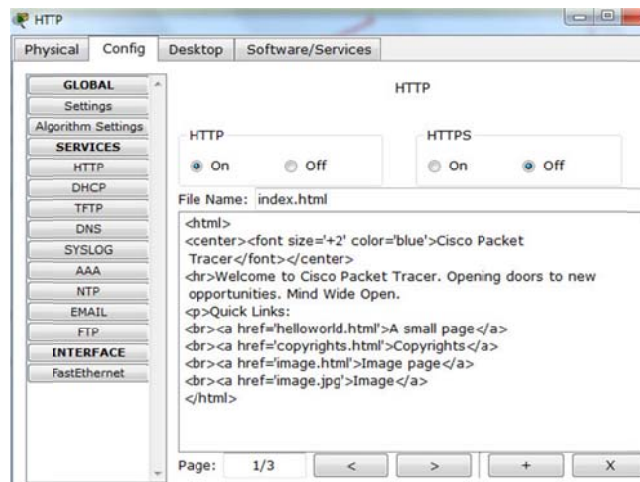 HTTP
Physical Config Desktop Software/Services
GLOBAL
Settings
Algorithm Settings
SERVICES
HTTP
DHCP
TFTP
DNS
SYSLOG
AAA
NTP
EMAIL
FTP
INTERFACE
FastEthernet
HTTP
HTTP
On Off
HTTPS
On Off
File Name: index.html
<html>
<center><font size='+2' color='blue'>Cisco Packet
Tracer</font></center>
<hr>Welcome to Cisco Packet Tracer. Opening doors to new
opportunities. Mind Wide Open.
<p>Quick Links:
<br><a href='helloworld.html'>A small page</a>
<br><a href='copyrights.html'>Copyrights</a>
<br><a href='image.html'>Image page</a>
<br><a href='image.jpg'>Image</a>
</html>
Page: 1/3 < > + X